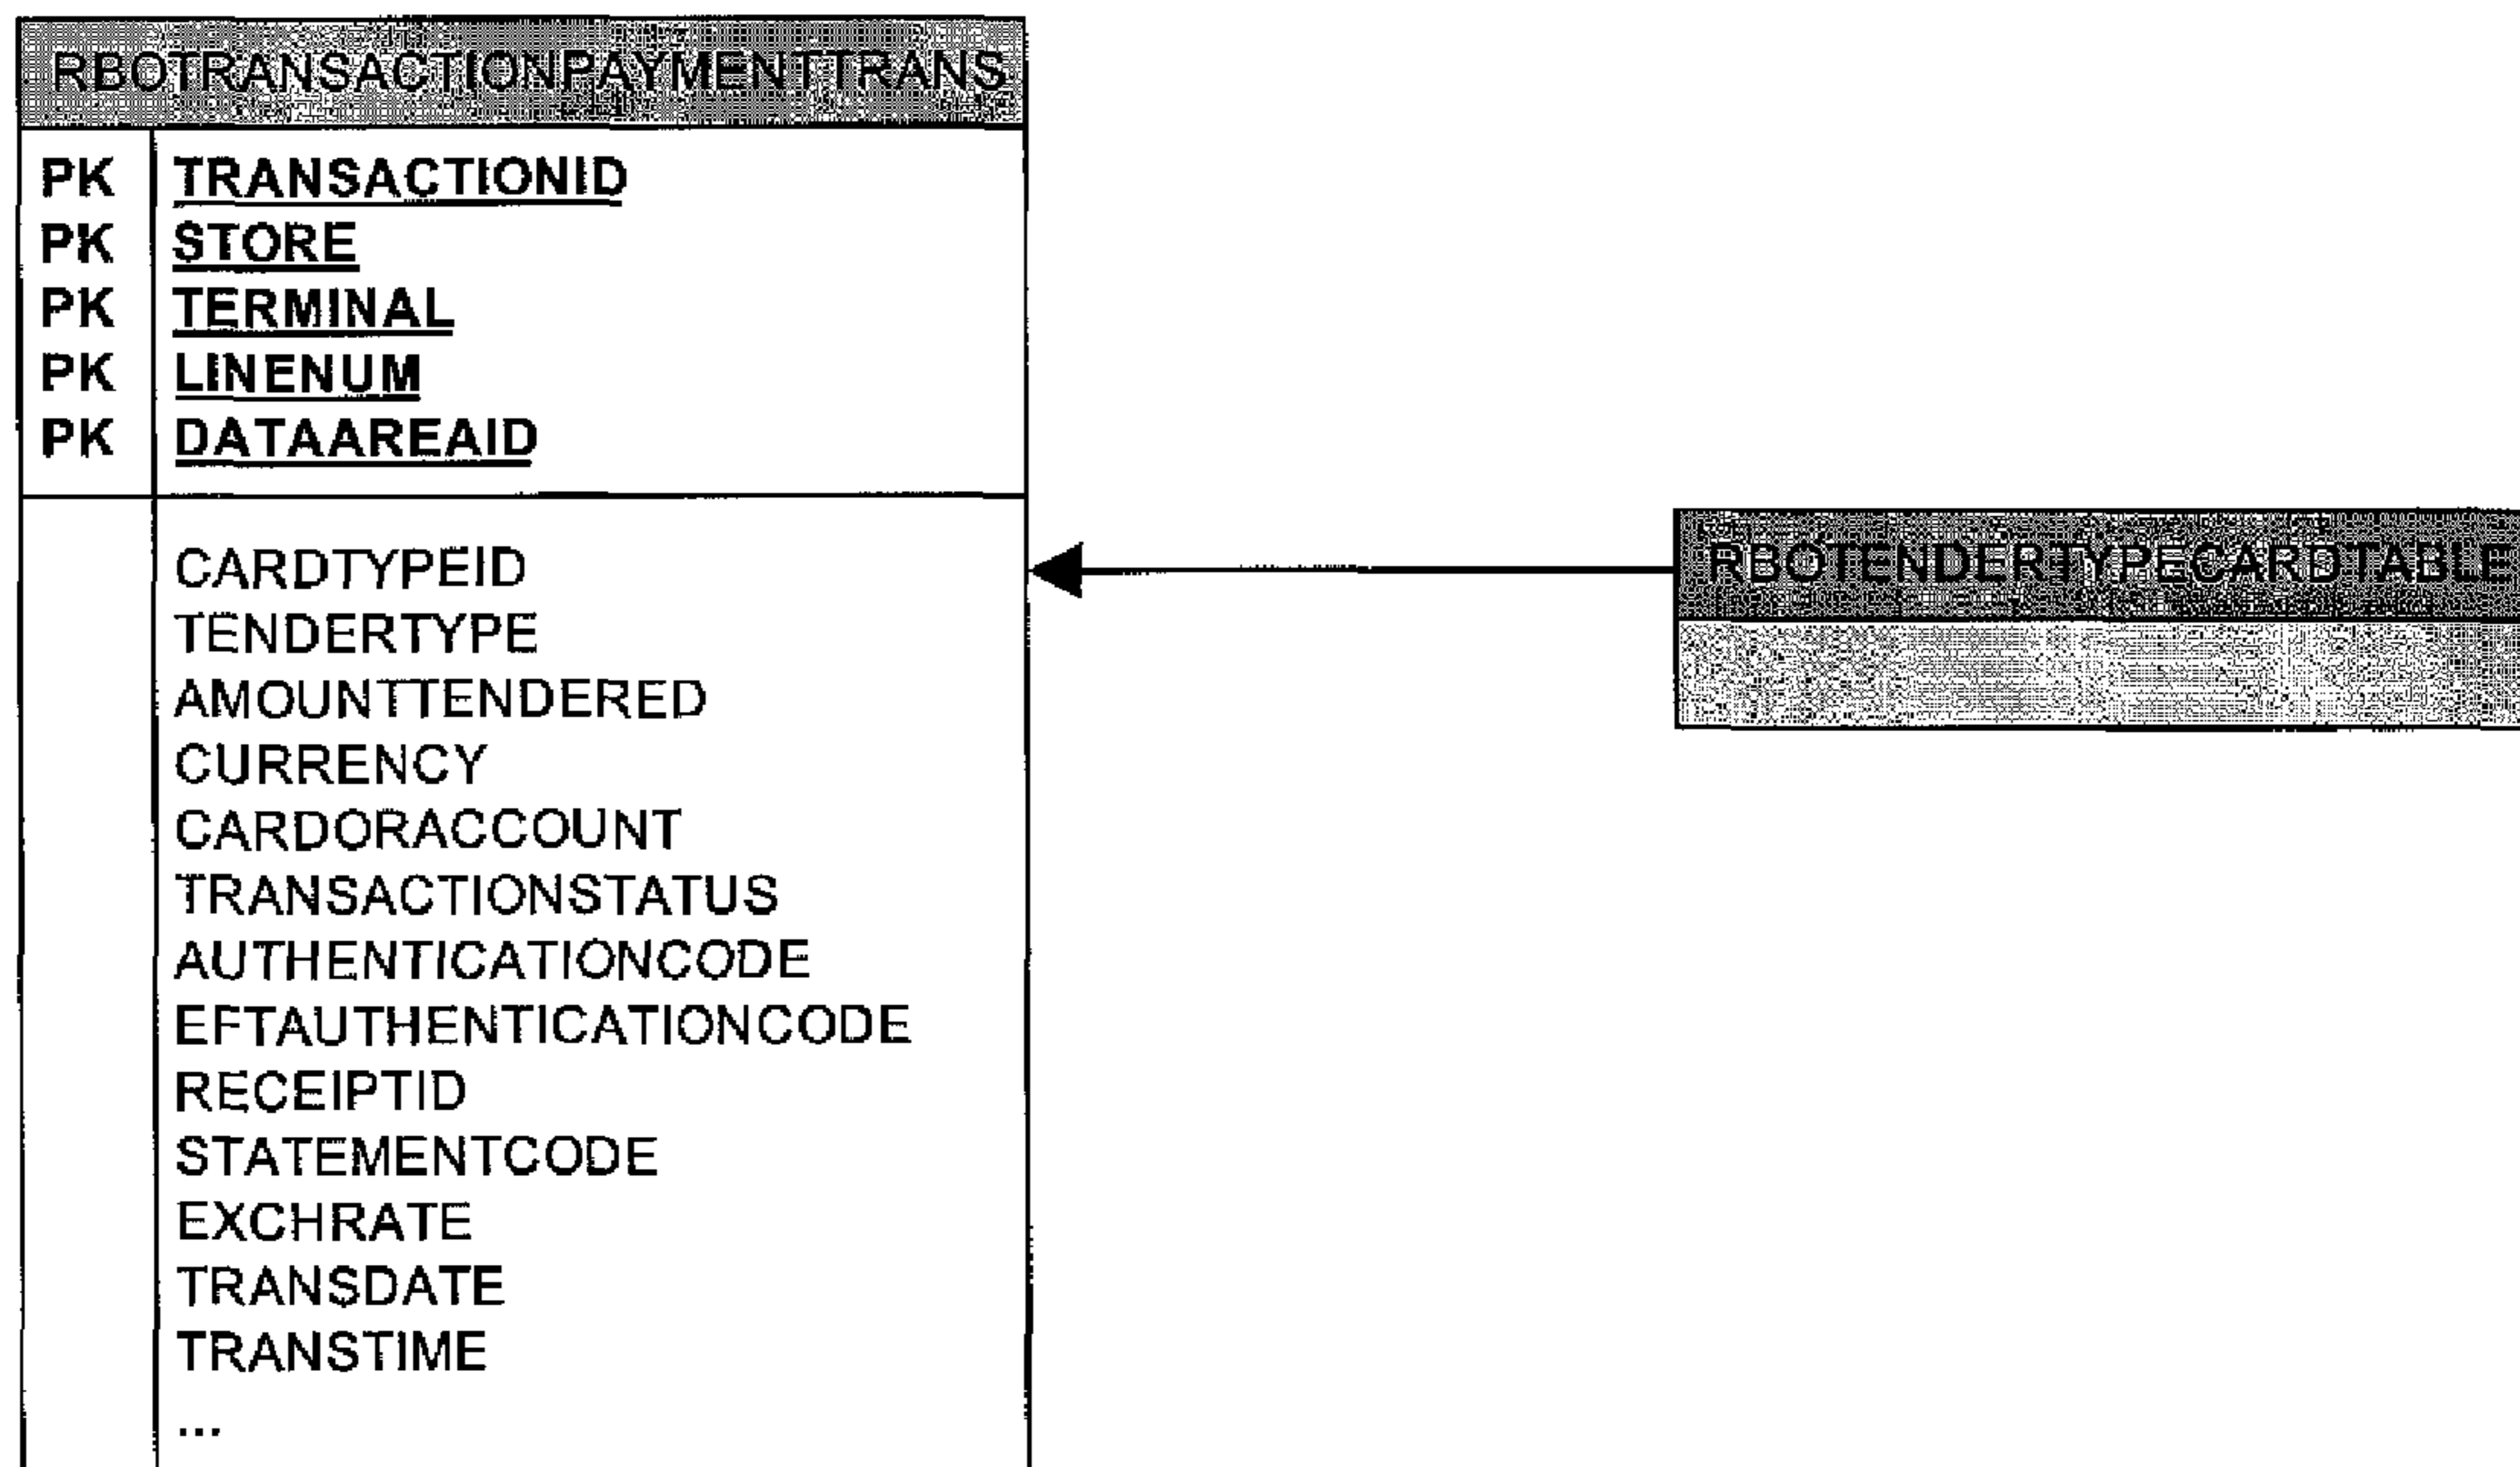 RBOTRANSACTIONPAYMENTTRANS
PK TRANSACTIONID
PK STORE
PK TERMINAL
PK LINENUM
PK DATAAREAID
CARDTYPEID
RBOTENDERTYPECARDTABLE
TENDERTYPE
AMOUNTTENDERED
CURRENCY
CARDORACCOUNT
TRANSACTIONSTATUS
AUTHENTICATIONCODE
EFTAUTHENTICATIONCODE
RECEIPTID
STATEMENTCODE
EXCHRATE
TRANSDATE
TRANSTIME
...